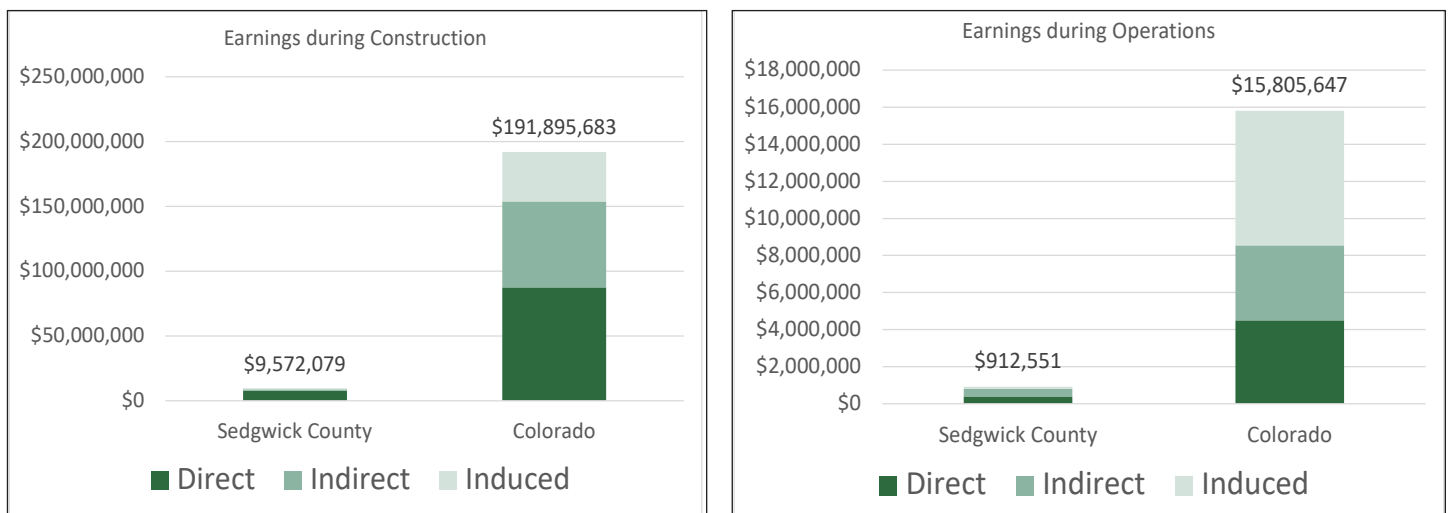 Earnings during Construction
$250,000,000
$200,000,000
$150,000,000
$100,000,000
$50,000,000
$0
$191,895,683
$9,572,079
Sedgwick County
Colorado
Direct
Indirect
Induced
Earnings during Operations
$18,000,000
$16,000,000
$14,000,000
$12,000,000
$10,000,000
$8,000,000
$6,000,000
$4,000,000
$2,000,000
$0
$15,805,647
$912,551
Sedgwick County
Colorado
Direct
Indirect
Induced